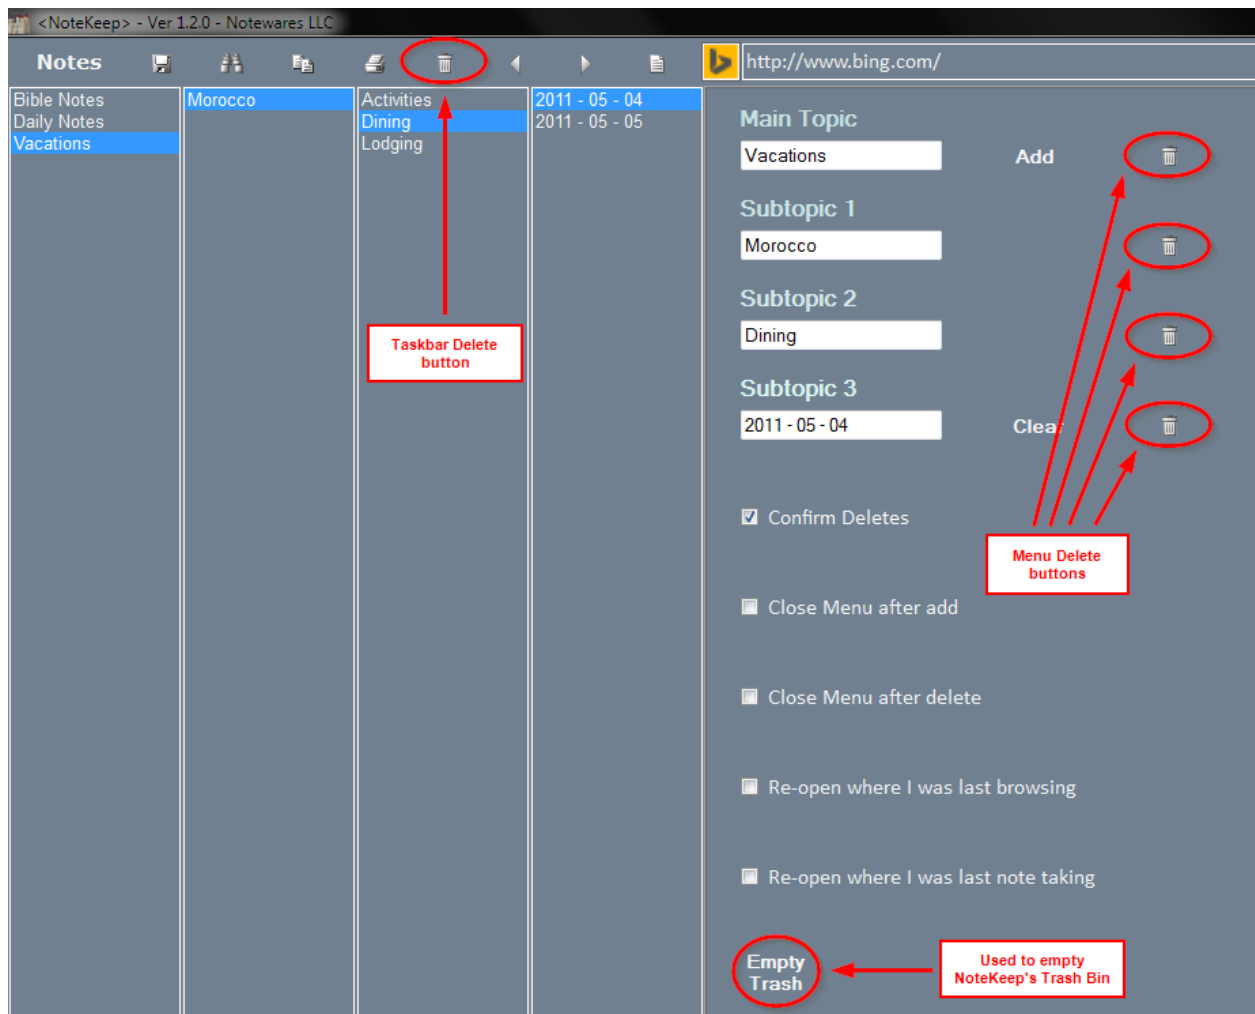 <NoteKeep> - Ver 1.2.0 - Notewares LLC
Notes
http://www.bing.com/
Bible Notes
Daily Notes
Vacations
Morocco
Activities
Dining
Lodging
2011 - 05 - 04
2011 - 05 - 05
Taskbar Delete
button
Main Topic
Vacations
Add
Subtopic 1
Morocco
Subtopic 2
Dining
Subtopic 3
2011 - 05 - 04
Clear
Confirm Deletes
Menu Delete
buttons
Close Menu after add
Close Menu after delete
Re-open where I was last browsing
Re-open where I was last note taking
Empty
Trash
Used to empty
NoteKeep's Trash Bin